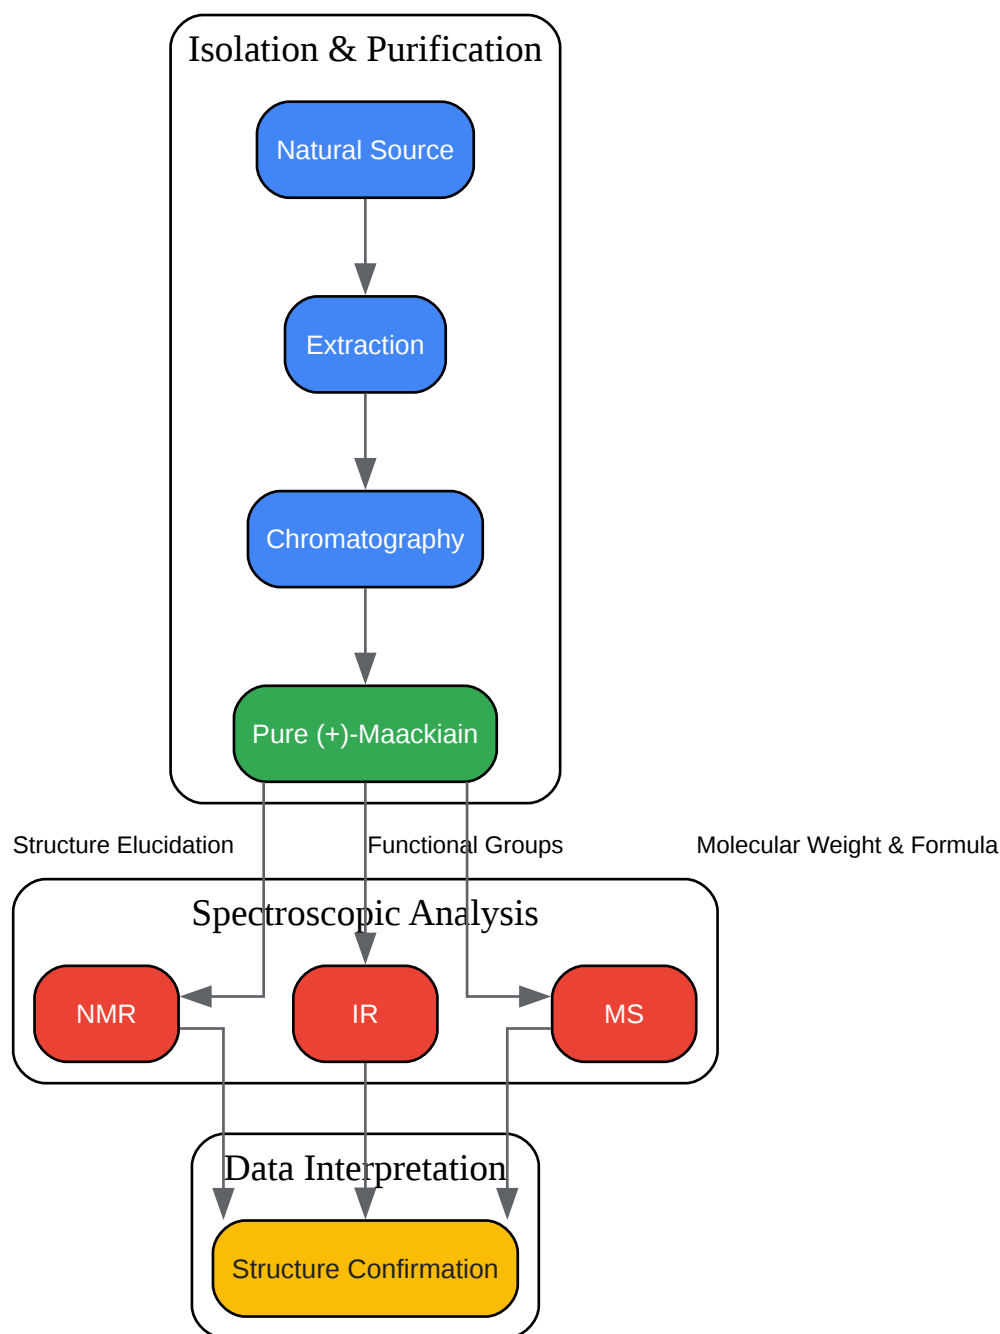 Isolation & Purification
Natural Source
Extraction
Chromatography
Pure (+)-Maackiain
Structure Elucidation
Functional Groups
Molecular Weight & Formula
Spectroscopic Analysis
NMR
IR
MS
Data Interpretation
Structure Confirmation